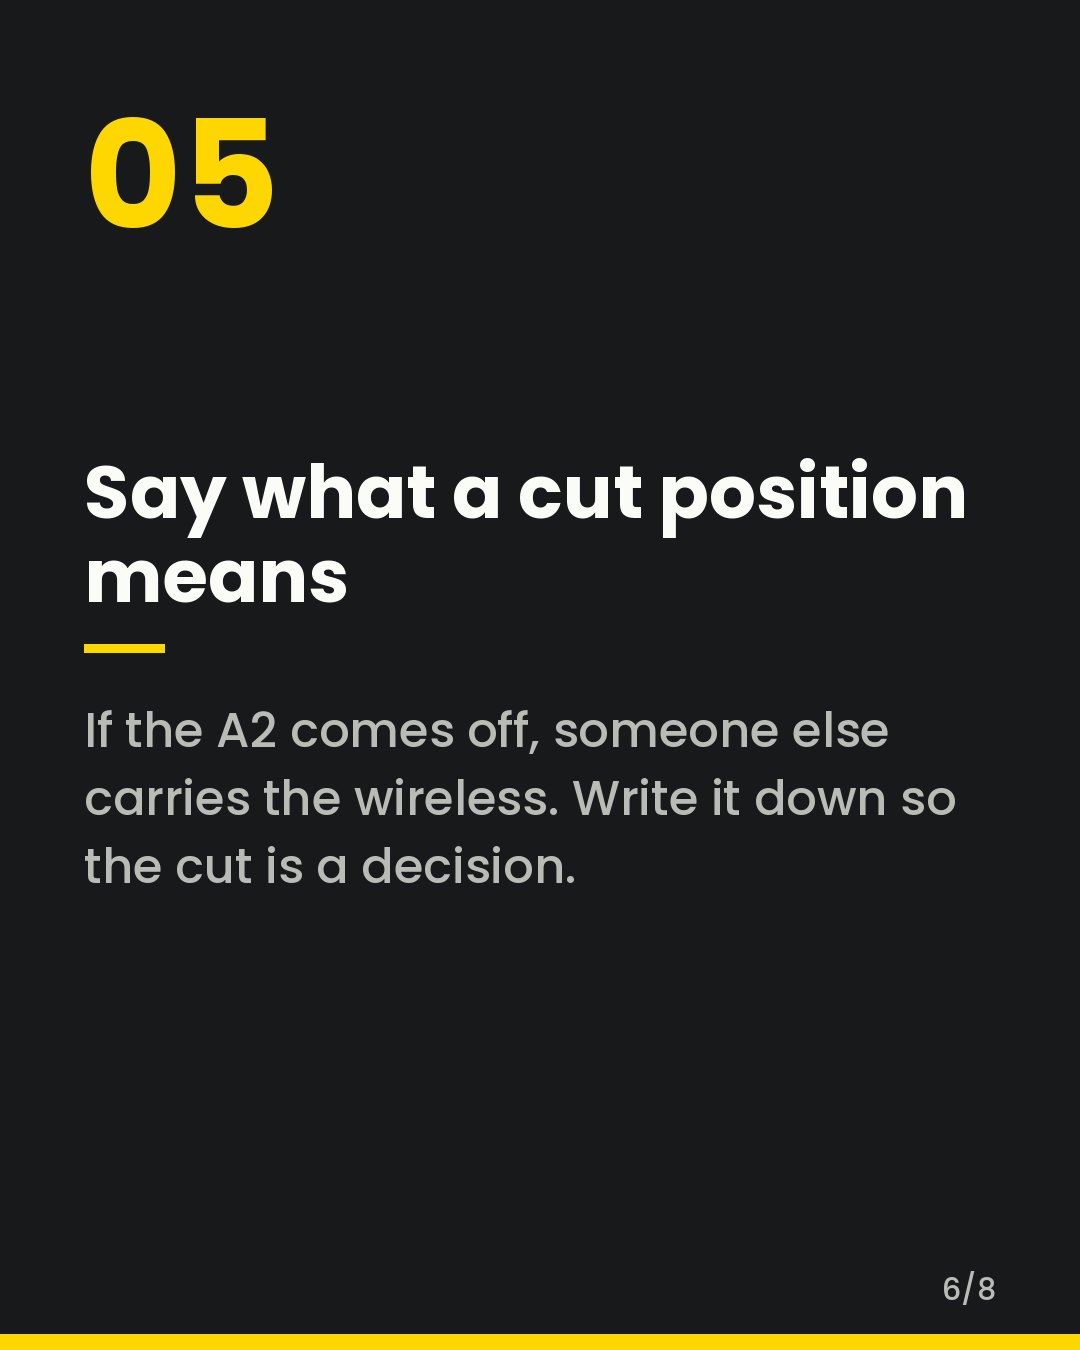 05
Say what a cut position
means
If the A2 comes off, someone else
carries the wireless. Write it down so
the cut is a decision.
6/8